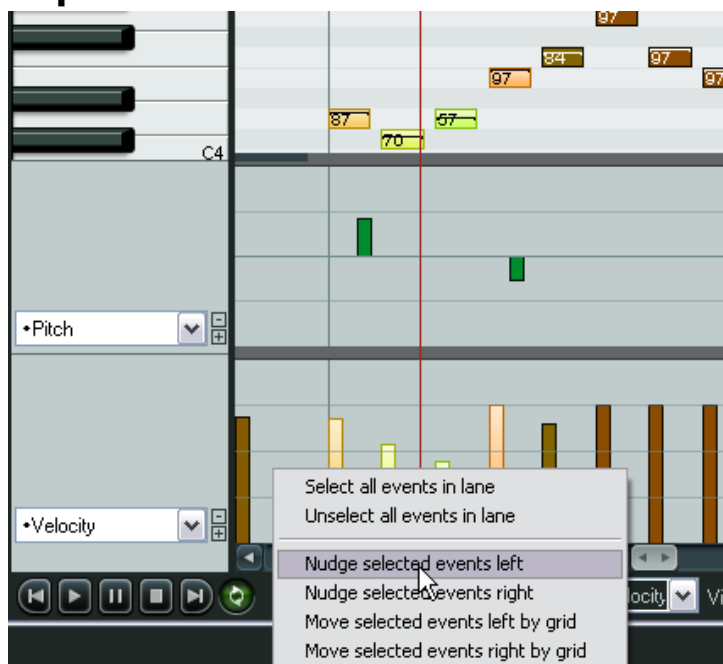 97
84 97
97 97
87 57
70
C4
•Pitch
- 
+
•Velocity
-
+
Select all events in lane
Unselect all events in lane
Nudge selected events left
Nudge selected events right
Move selected events left by grid
Move selected events right by grid
ocity Vi